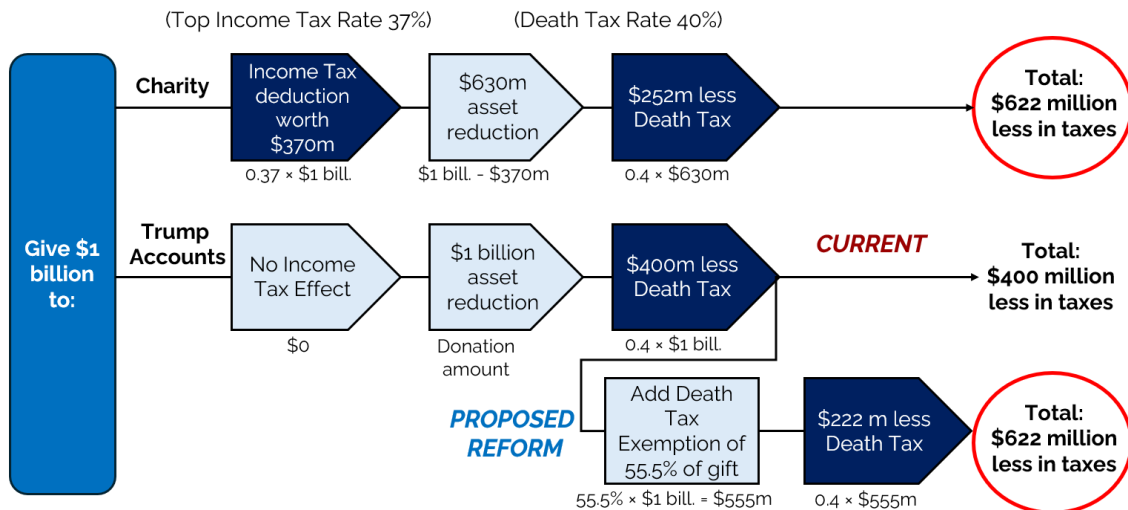 (Top Income Tax Rate 37%)
(Death Tax Rate 40%)
Give $1
billion
to:
Charity
Income Tax
deduction
worth
$370m
0.37 × $1 bill.
$630m
asset
reduction
$1 bill. - $370m
$252m less
Death Tax
0.4 × $630m
Total:
$622 million
less in taxes
Trump
Accounts
No Income
Tax Effect
$0
$1 billion
asset
reduction
Donation
amount
$400m less
Death Tax
0.4 × $1 bill.
CURRENT
Total:
$400 million
less in taxes
PROPOSED
REFORM
Add Death
Tax
Exemption of
55.5% of gift
55.5% × $1 bill. = $555m
$222 m less
Death Tax
0.4 × $555m
Total:
$622 million
less in taxes